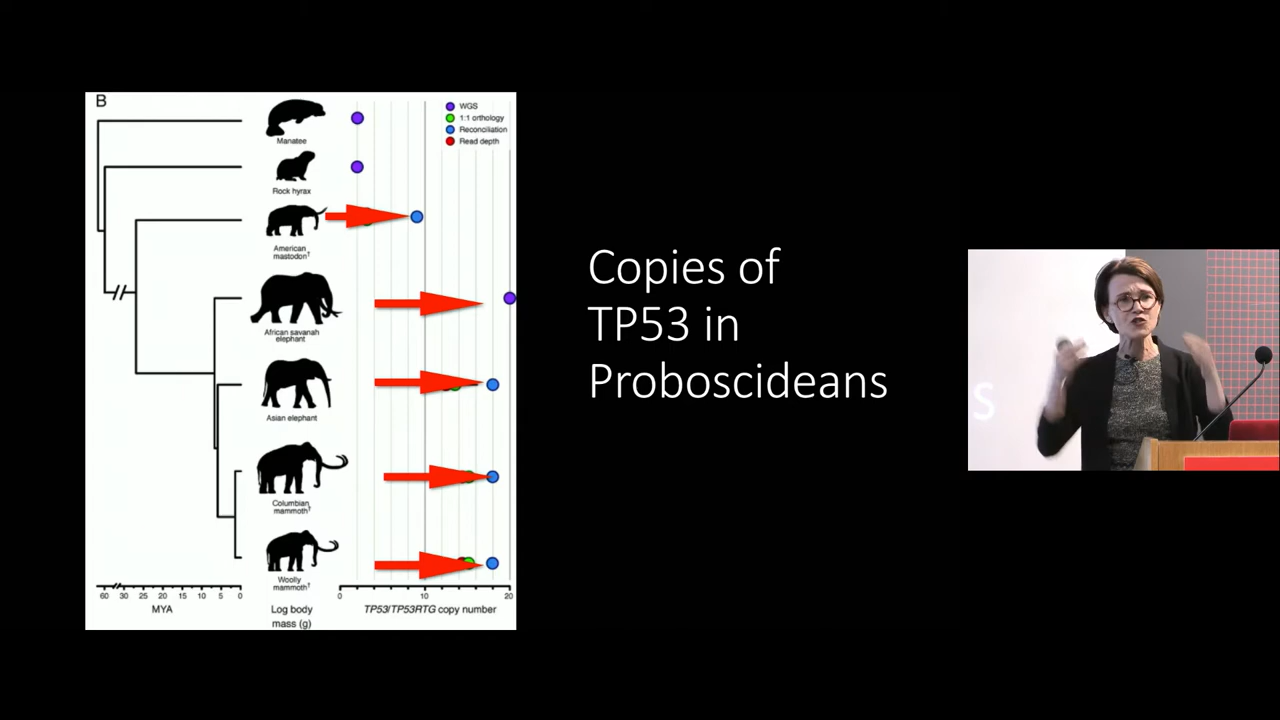 B
WGS
1:1 orthology
Reconciliation
Read depth
Manatee
Rock hyrax
American
mastodon†
African savanah
elephant
Asian elephant
Columbian
mammoth†
Woolly
mammoth†
60 30 25 20 15 10 5 0
0 10 20
MYA
Log body
mass (g)
TP53/TP53RTG copy number
Copies of
TP53 in
Proboscideans
s